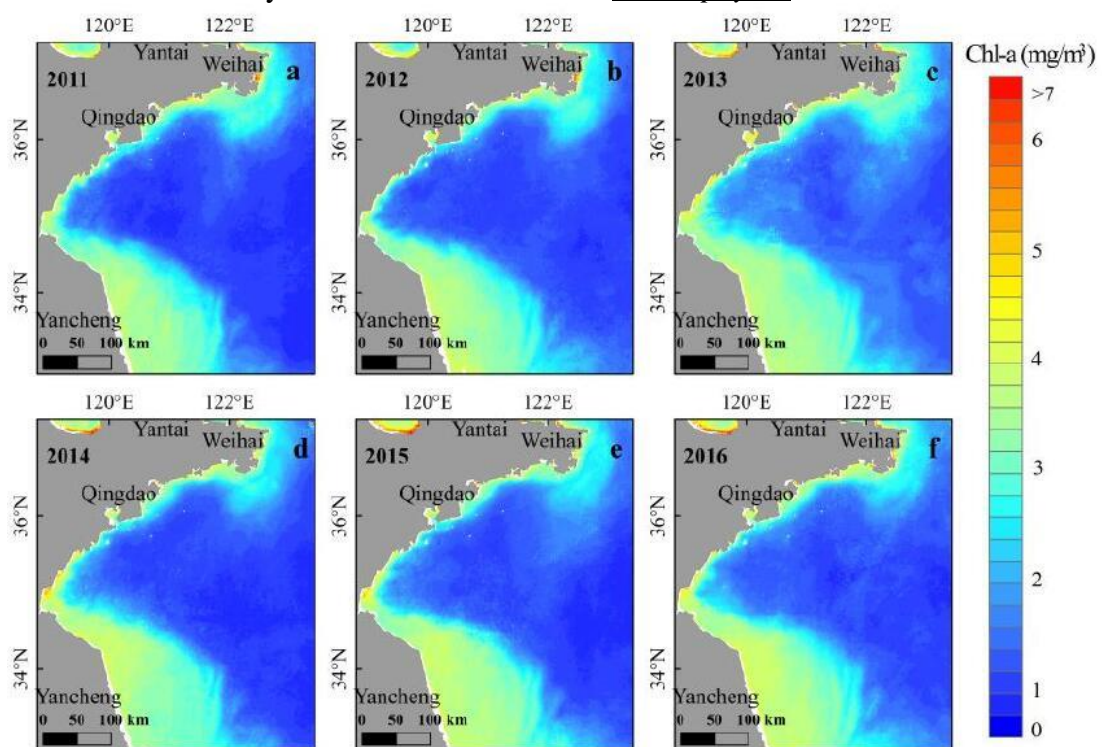 120°E 122°E 120°E 122°E 120°E 122°E
Chl-a (mg/m³)
Yantai Yantai Yantai
Weihai Weihai Weihai
2011 a 2012 b 2013 c
>7
Qingdao Qingdao Qingdao
36°N 36°N 36°N
6
5
34°N 34°N 34°N
Yancheng Yancheng Yancheng
0 50 100 km 0 50 100 km 0 50 100 km
4
120°E 122°E 120°E 122°E 120°E 122°E
Yantai Weihai Yantai Weihai Yantai Weihai
2014 d 2015 e 2016 f
3
Qingdao Qingdao Qingdao
36°N 36°N 36°N
2
34°N 34°N 34°N
Yancheng Yancheng Yancheng
1
0 50 100 km 0 50 100 km 0 50 100 km
0